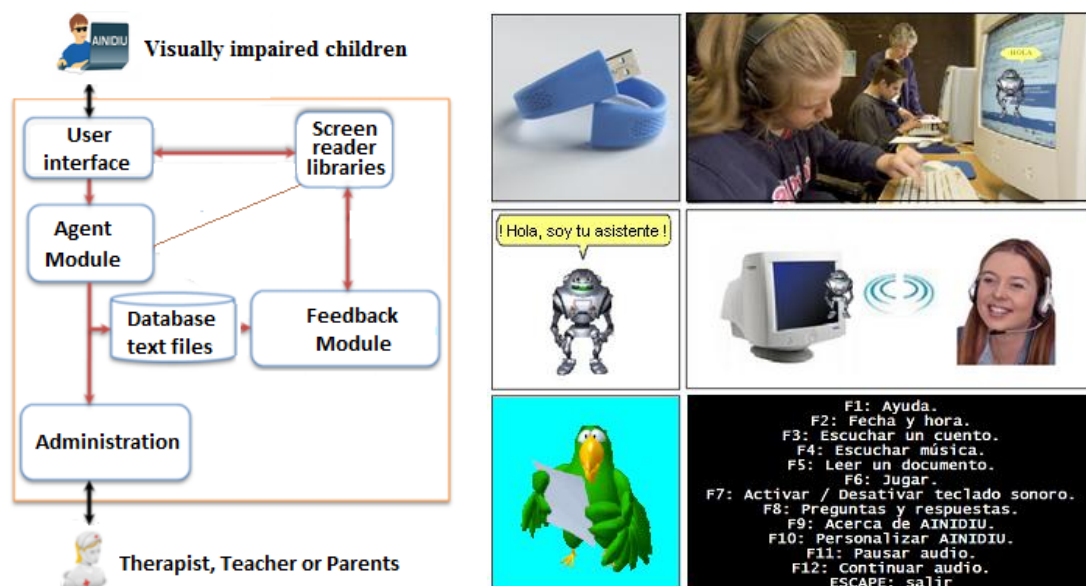 AINIDIU
Visually impaired children
User
interface
Screen
reader
libraries
Agent
Module
Database
text files
Feedback
Module
Administration
Therapist, Teacher or Parents
HOLA
! Hola, soy tu asistente !
F1: Ayuda.
F2: Fecha y hora.
F3: Escuchar un cuento.
F4: Escuchar música.
F5: Leer un documento.
F6: Jugar.
F7: Activar / Desativar teclado sonoro.
F8: Preguntas y respuestas.
F9: Acerca de AINIDIU.
F10: Personalizar AINIDIU.
F11: Pausar audio.
F12: Continuar audio.
ESCAPE: salir